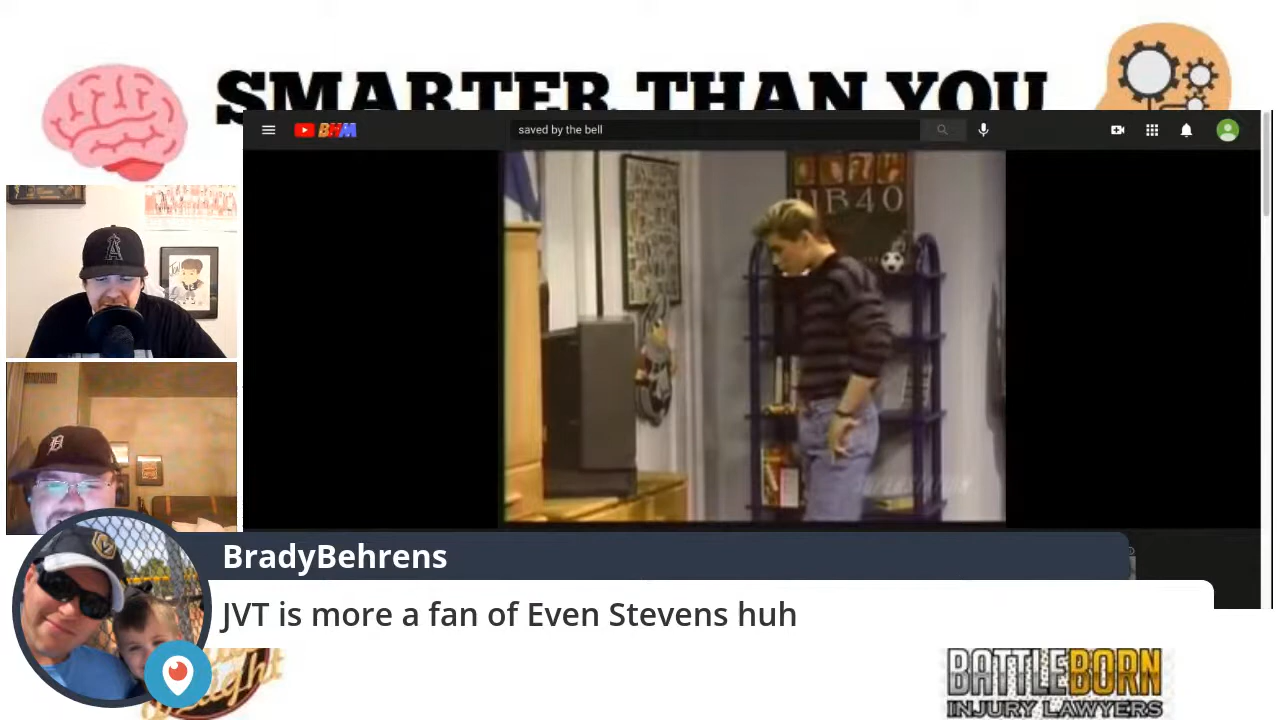 SMARTER THAN YOU
BHM
saved by the bell
UB40
A
D
BradyBehrens
JVT is more a fan of Even Stevens huh
BATTLEBORN
INJURY LAWYERS